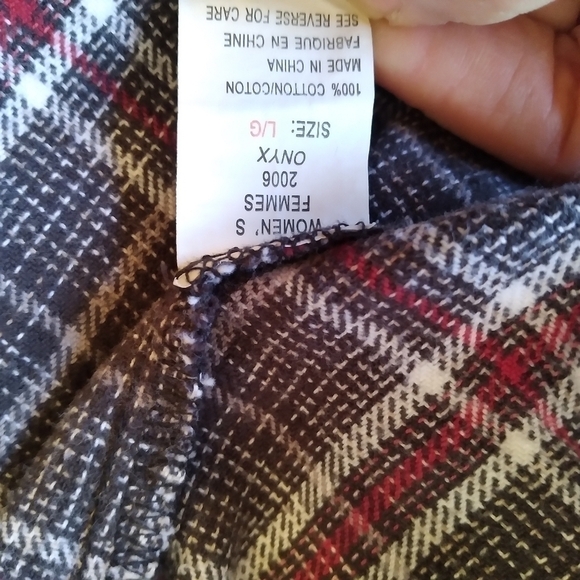 WOMEN'S
FEMMES
2006
ONYX
SIZE: L/G
100% COTTON/COTON
MADE IN CHINA
FABRIQUE EN CHINE
SEE REVERSE FOR CARE